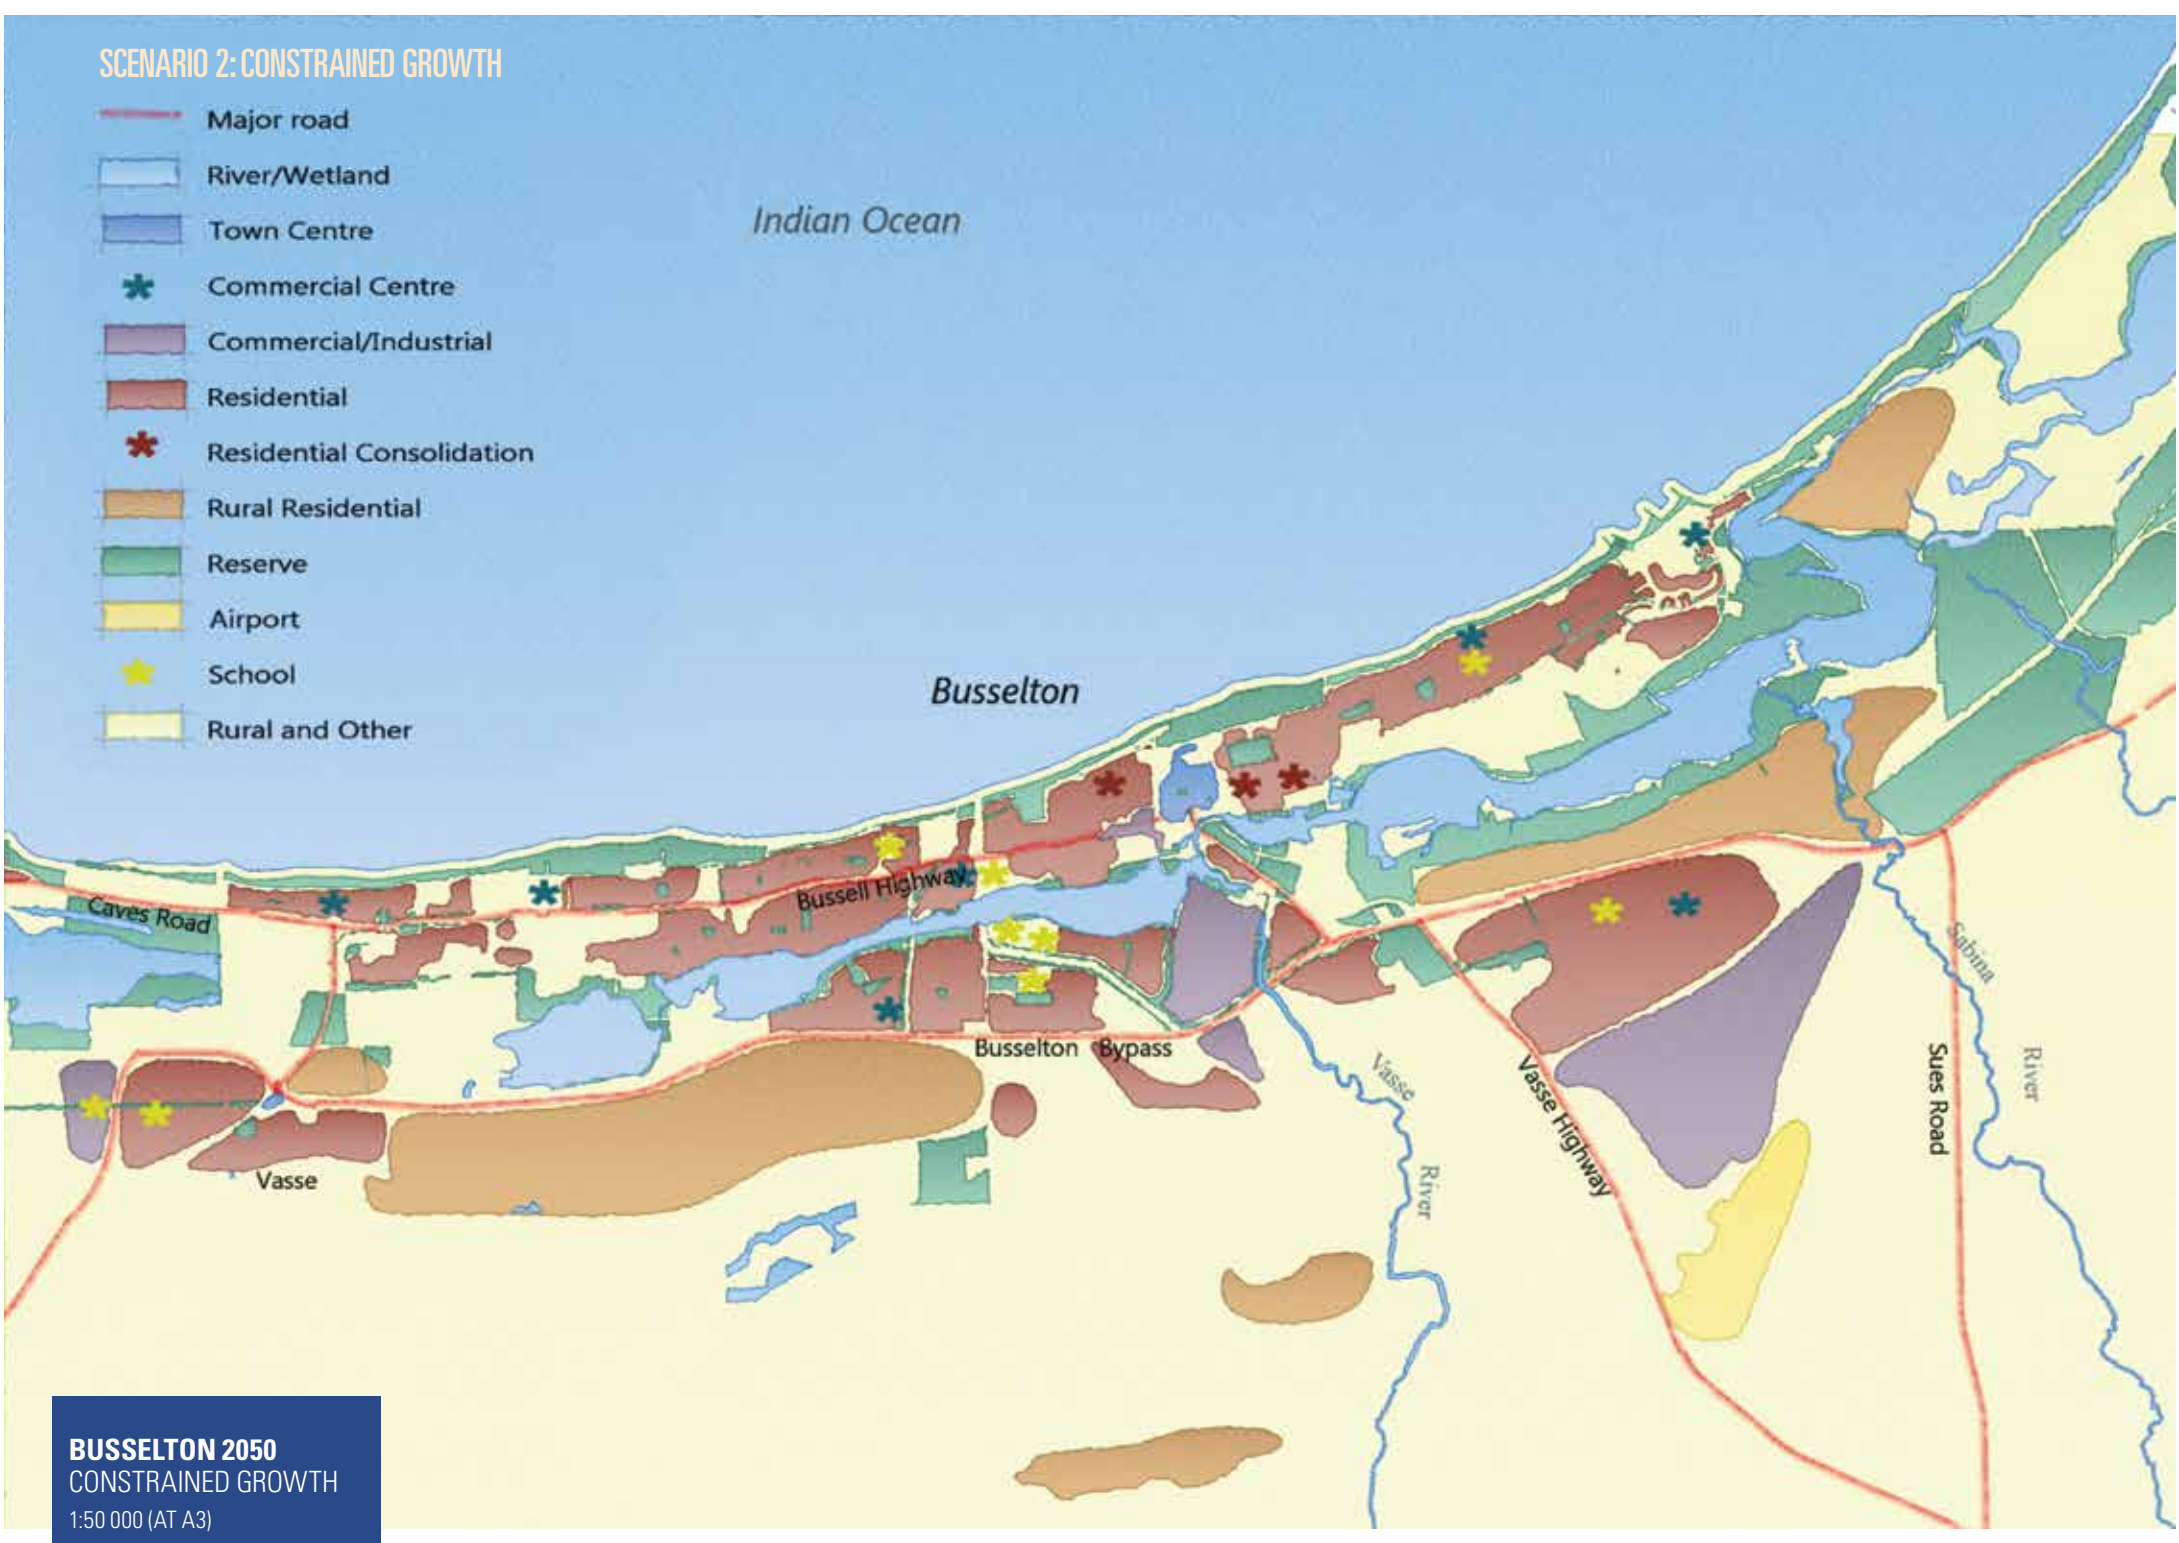 SCENARIO 2: CONSTRAINED GROWTH
Major road
River/Wetland
Town Centre
Commercial Centre
Commercial/Industrial
Residential
Residential Consolidation
Rural Residential
Reserve
Airport
School
Rural and Other
Indian Ocean
Busselton
Caves Road
Bussell Highway
Busselton Bypass
Vasse
Vasse River
Vasse Highway
Sues Road
Sabina River
BUSSELTON 2050
CONSTRAINED GROWTH
1:50 000 (AT A3)